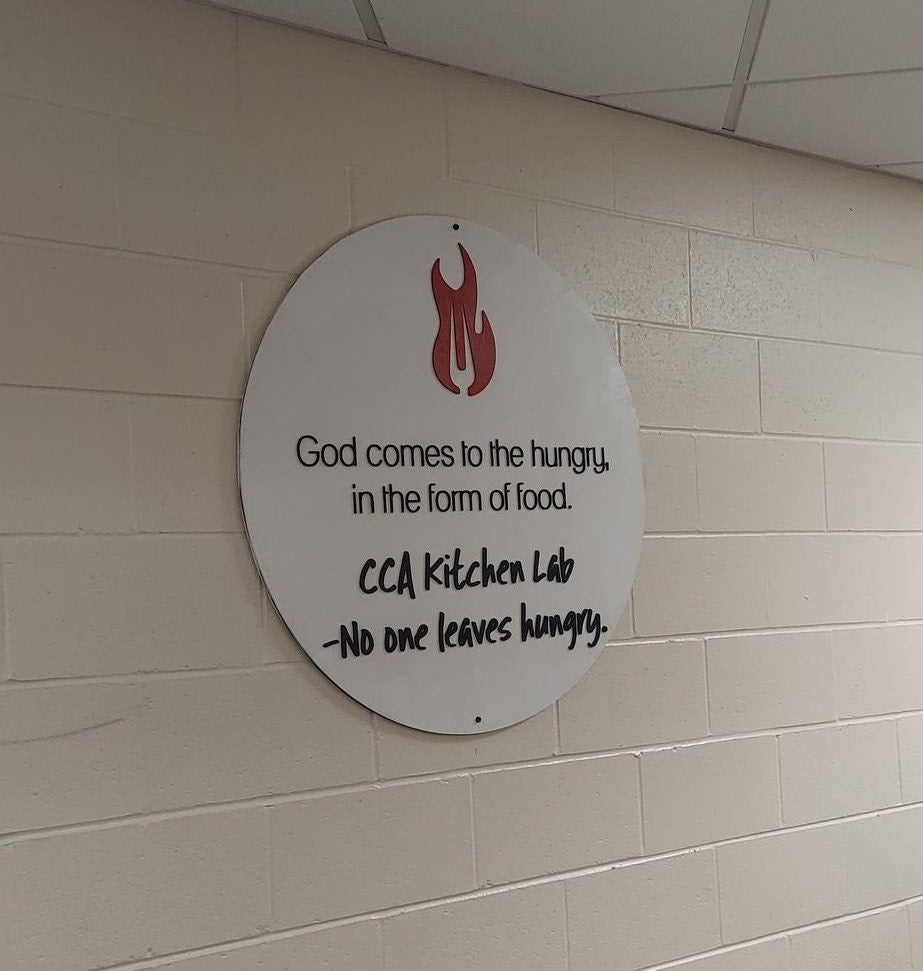 God comes to the hungry,
in the form of food.
CCA Kitchen Lab
-No one leaves hungry.